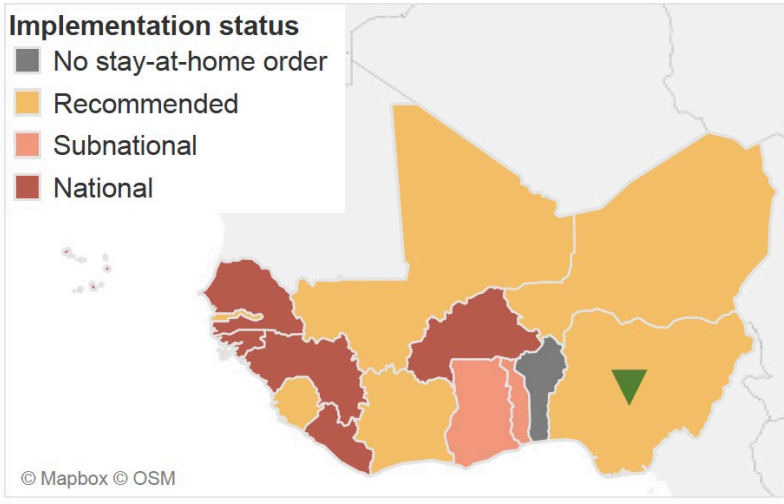 Implementation status
No stay-at-home order
Recommended
Subnational
National
© Mapbox © OSM